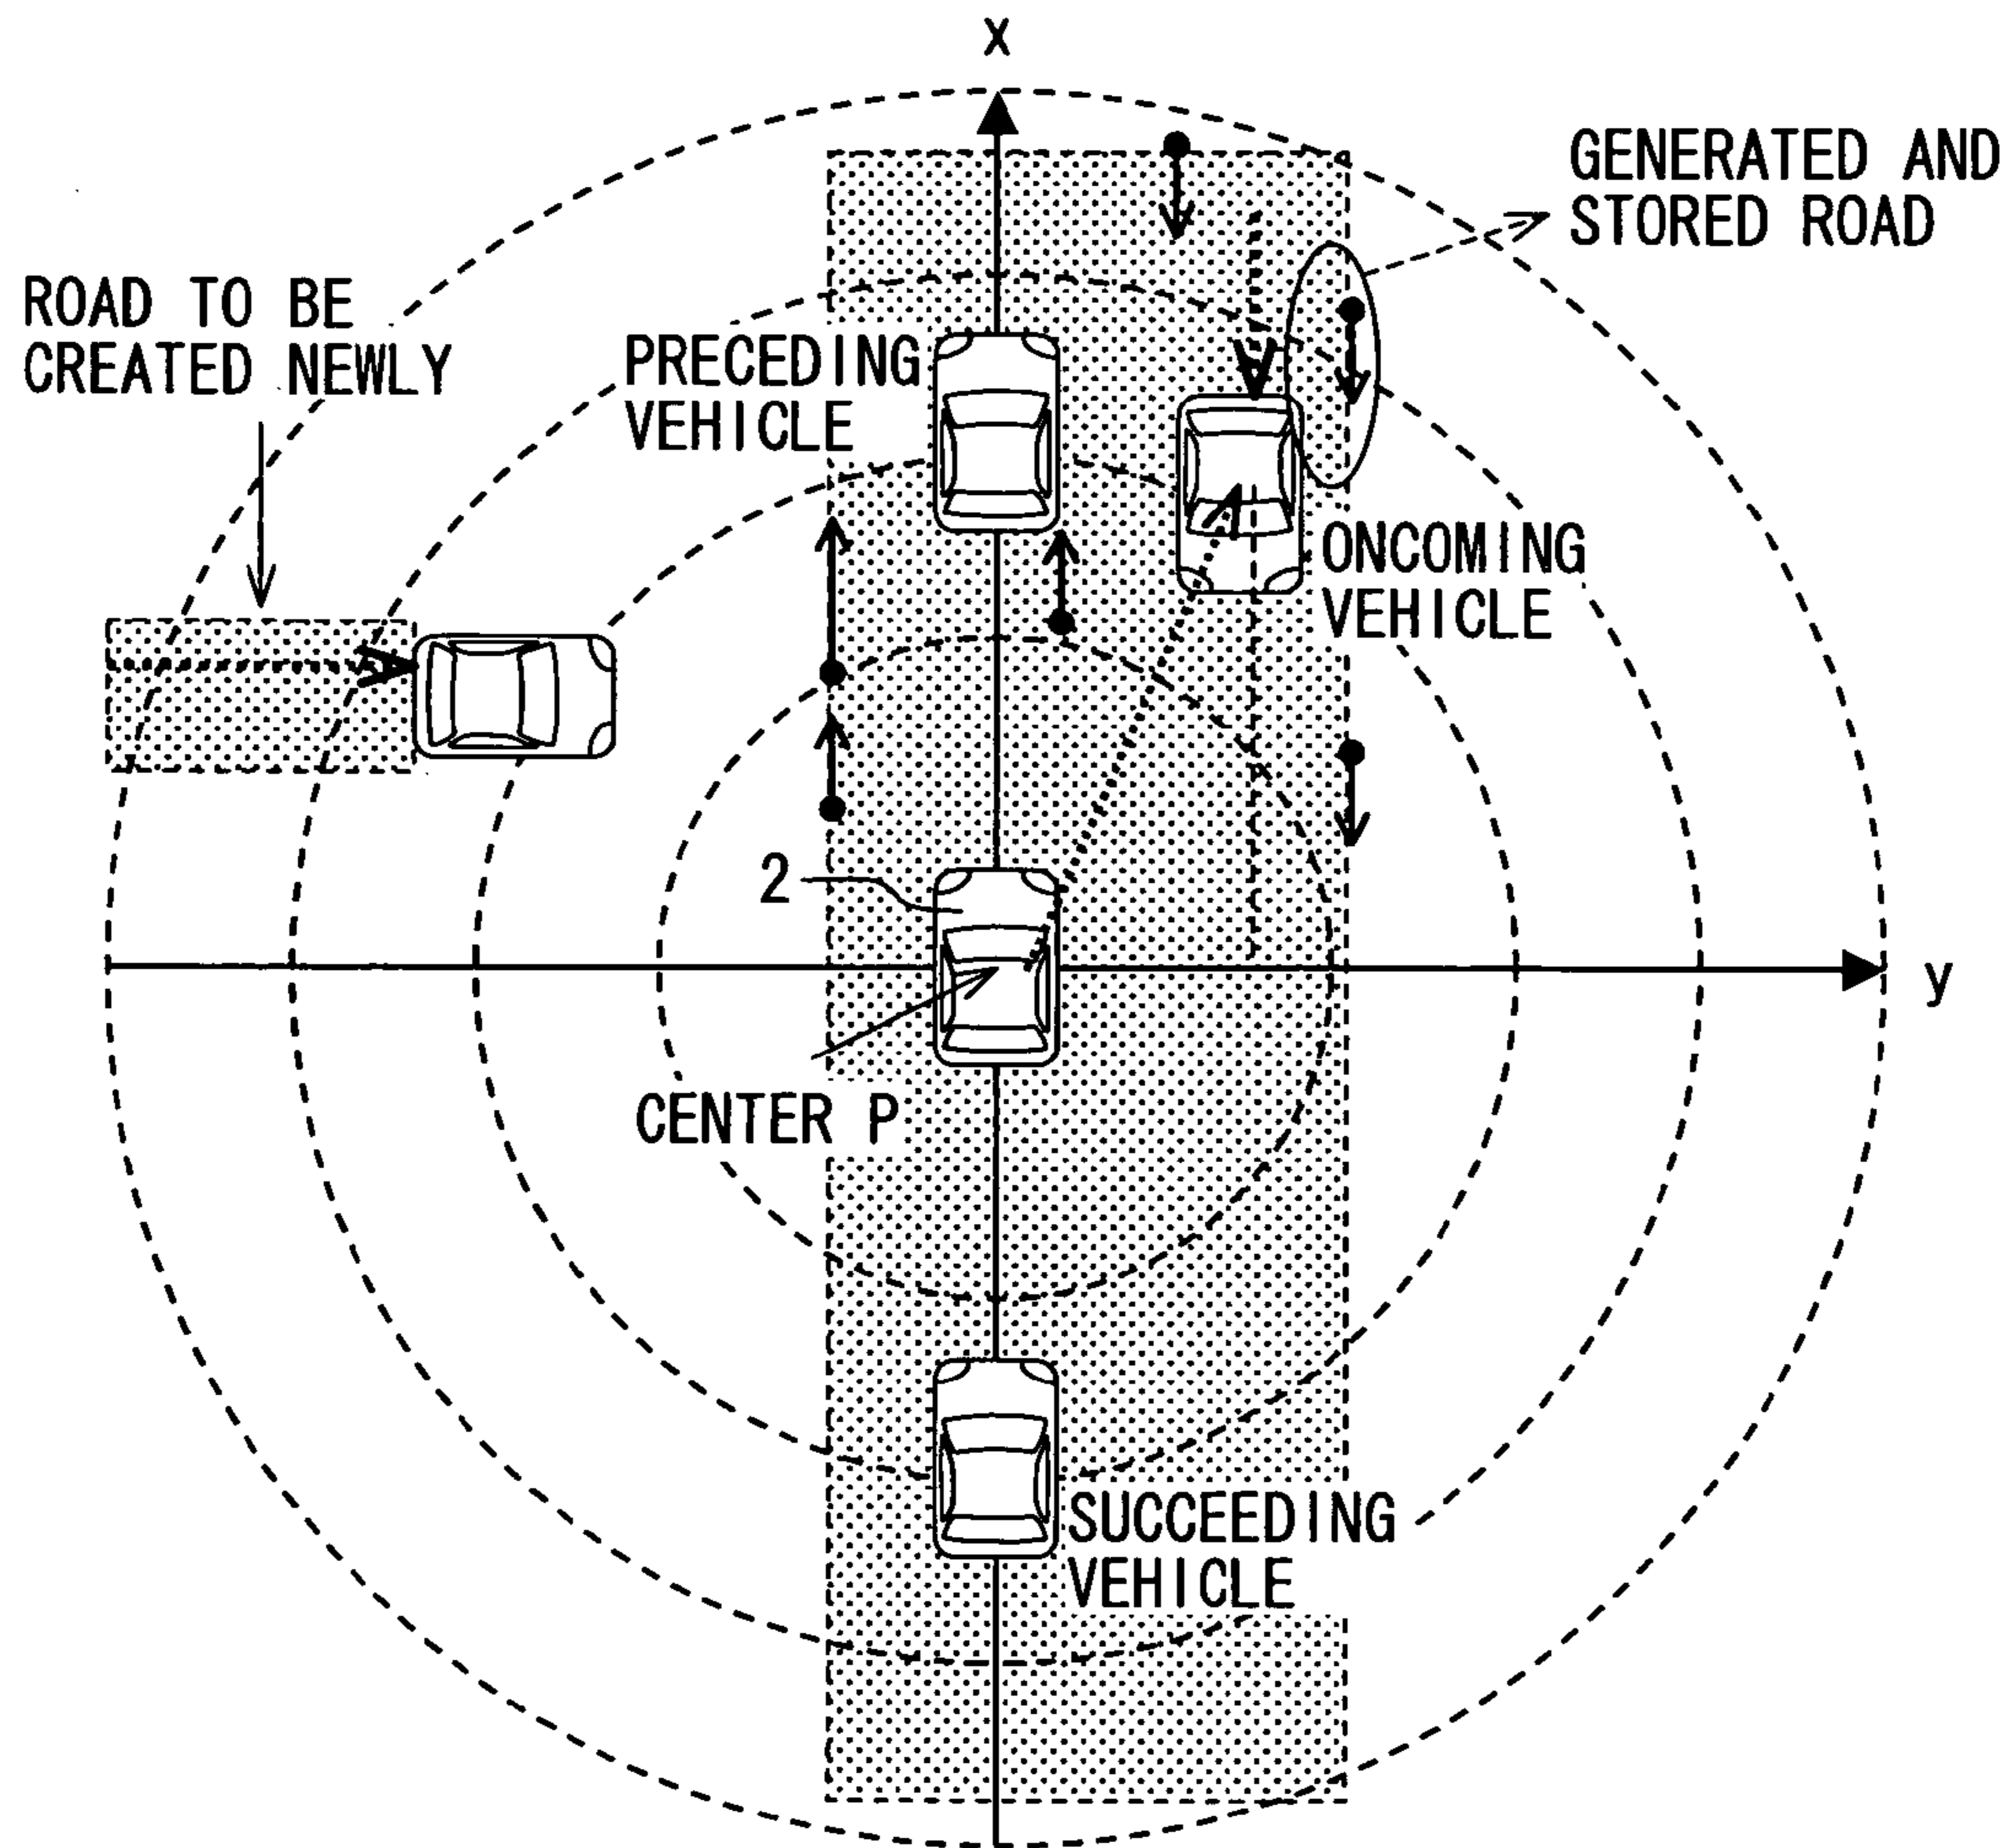 x
GENERATED AND
STORED ROAD
ROAD TO BE
CREATED NEWLY
PRECEDING
VEHICLE
ONCOMING
VEHICLE
2
y
CENTER P
SUCCEEDING
VEHICLE